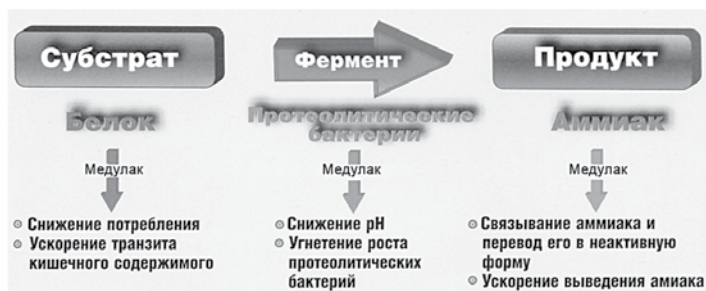 Субстрат
Фермент
Продукт
Белок
Протеолитические
бактерии
Аммиак
Медулак
Медулак
Медулак
Снижение потребления
Ускорение транзита
кишечного содержимого
Снижение pH
Угнетение роста
протеолитических
бактерий
Связывание аммиака и
перевод его в неактивную
форму
Ускорение выведения амиака